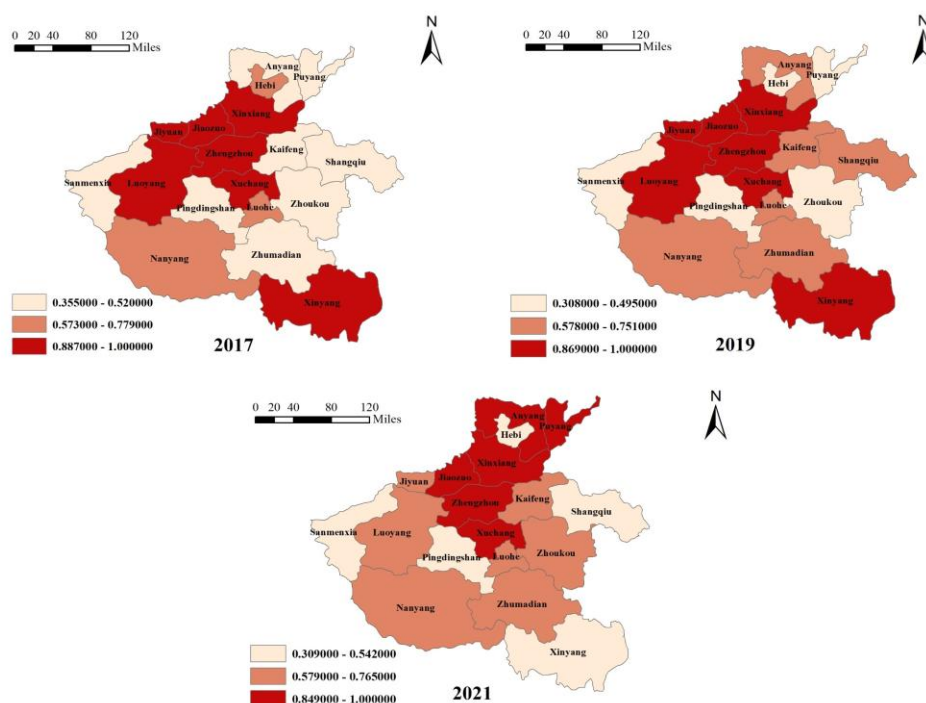 N
0 20 40 80 120
Miles
Anyang
Puyang
Hebi
Xinxiang
Jiyuan
Jiaozuo
Zhengzhou
Kaifeng
Shangqiu
Sanmenxia
Luoyang
Xuchang
Pingdingshan
Luohe
Zhoukou
Nanyang
Zhumadian
Xinyang
0.355000 - 0.520000
0.573000 - 0.779000
0.887000 - 1.000000
2017
N
0 20 40 80 120
Miles
Anyang
Puyang
Hebi
Xinxiang
Jiyuan
Jiaozuo
Zhengzhou
Kaifeng
Shangqiu
Sanmenxia
Luoyang
Xuchang
Pingdingshan
Luohe
Zhoukou
Nanyang
Zhumadian
Xinyang
0.308000 - 0.495000
0.578000 - 0.751000
0.869000 - 1.000000
2019
N
0 20 40 80 120
Miles
Anyang
Puyang
Hebi
Xinxiang
Jiyuan
Jiaozuo
Zhengzhou
Kaifeng
Shangqiu
Sanmenxia
Luoyang
Xuchang
Pingdingshan
Luohe
Zhoukou
Nanyang
Zhumadian
Xinyang
0.309000 - 0.542000
0.579000 - 0.765000
0.849000 - 1.000000
2021